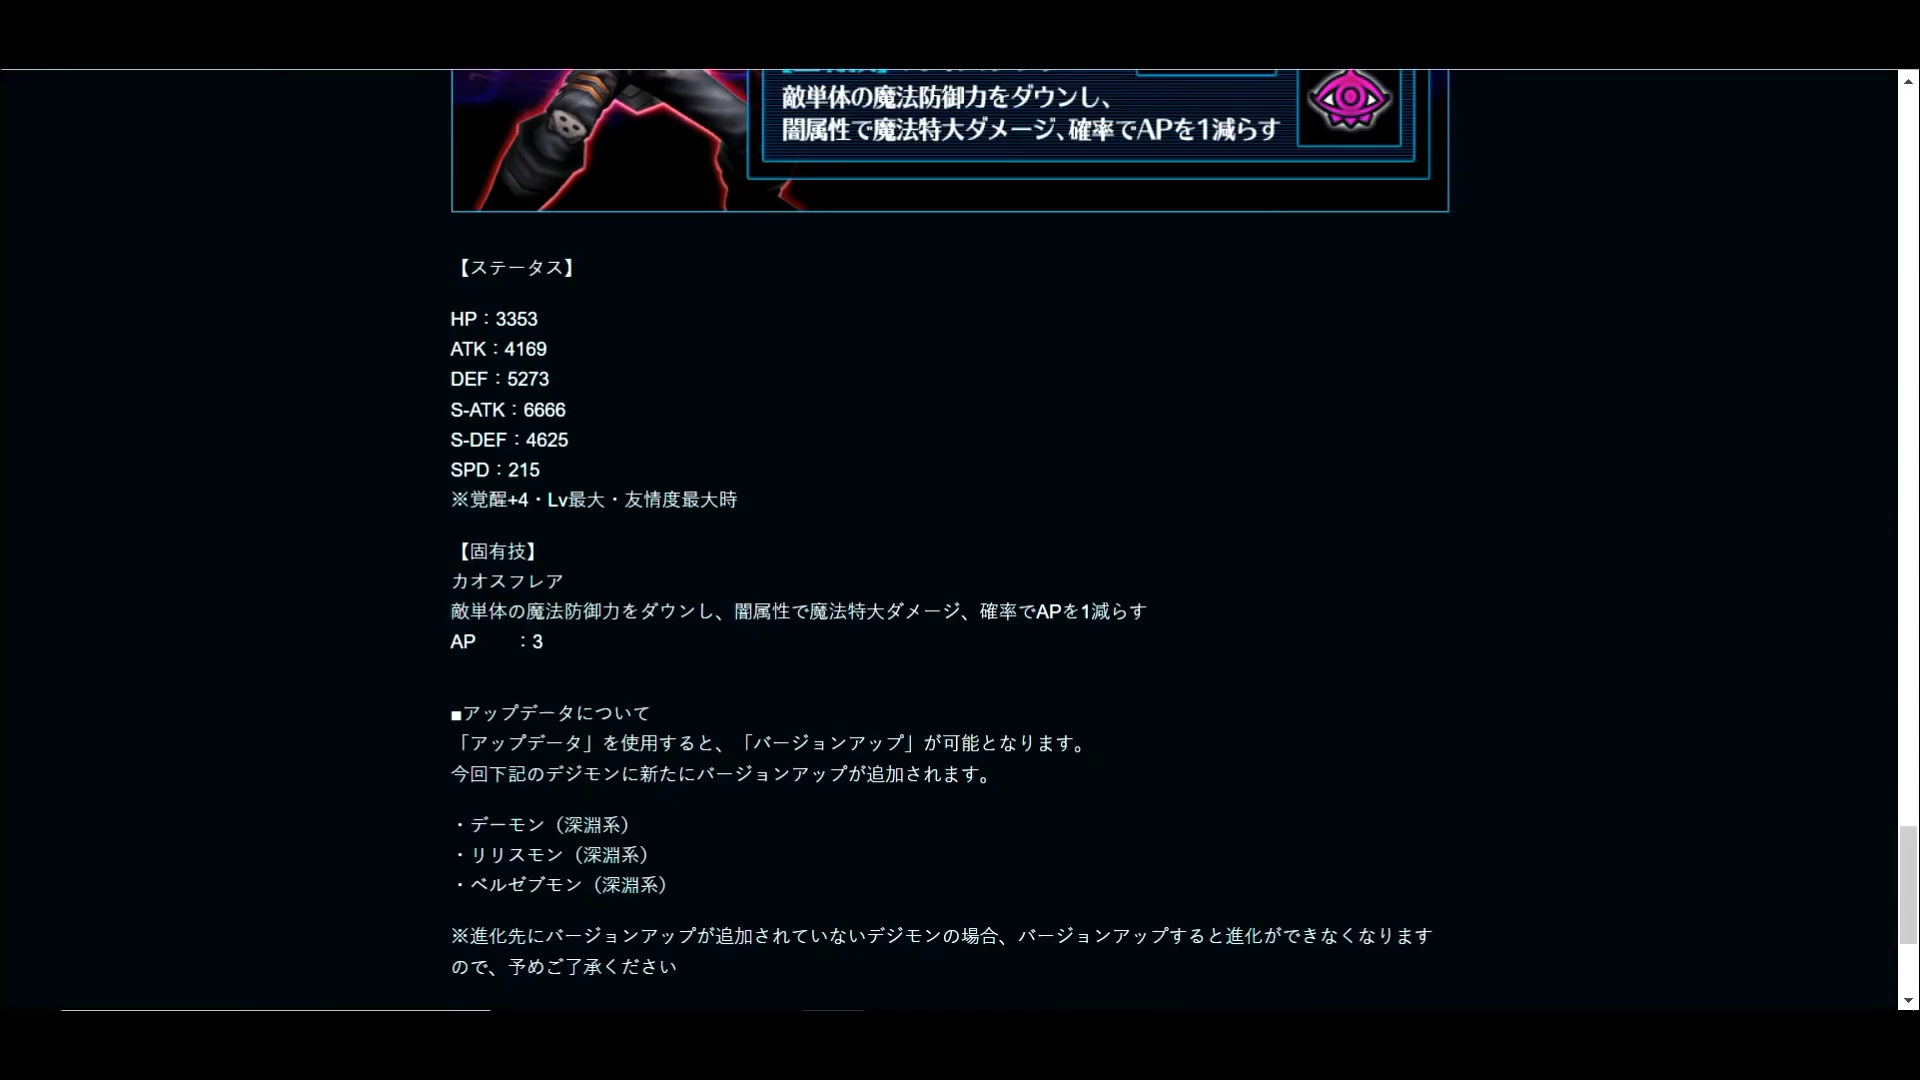 敵単体の魔法防御力をダウンし、
闇属性で魔法特大ダメージ、確率でAPを1減らす
【ステータス】
HP：3353
ATK：4169
DEF：5273
S-ATK：6666
S-DEF：4625
SPD：215
※覚醒+4・Lv最大・友情度最大時
【固有技】
カオスフレア
敵単体の魔法防御力をダウンし、闇属性で魔法特大ダメージ、確率でAPを1減らす
AP　　：3
■アップデータについて
「アップデータ」を使用すると、「バージョンアップ」が可能となります。
今回下記のデジモンに新たにバージョンアップが追加されます。
・デーモン（深淵系）
・リリスモン（深淵系）
・ベルゼブモン（深淵系）
※進化先にバージョンアップが追加されていないデジモンの場合、バージョンアップすると進化ができなくなります
ので、予めご了承ください